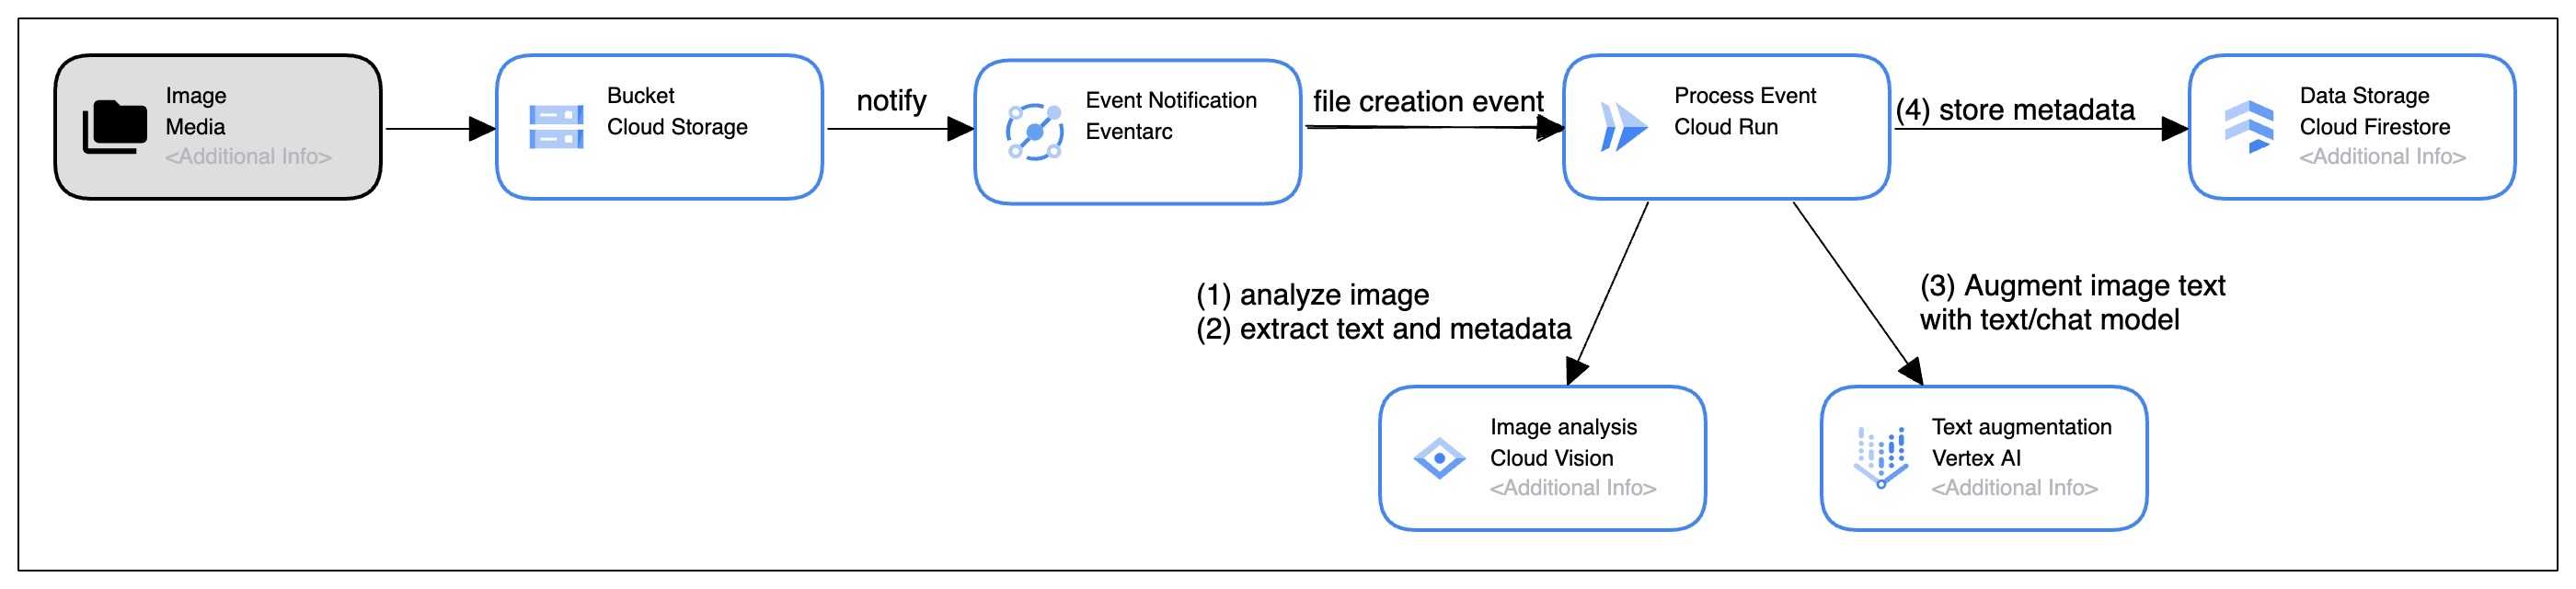 Image
Media
<Additional Info>
Bucket
Cloud Storage
notify
Event Notification
Eventarc
file creation event
Process Event
Cloud Run
(4) store metadata
Data Storage
Cloud Firestore
<Additional Info>
(1) analyze image
(2) extract text and metadata
(3) Augment image text
with text/chat model
Image analysis
Cloud Vision
<Additional Info>
Text augmentation
Vertex AI
<Additional Info>